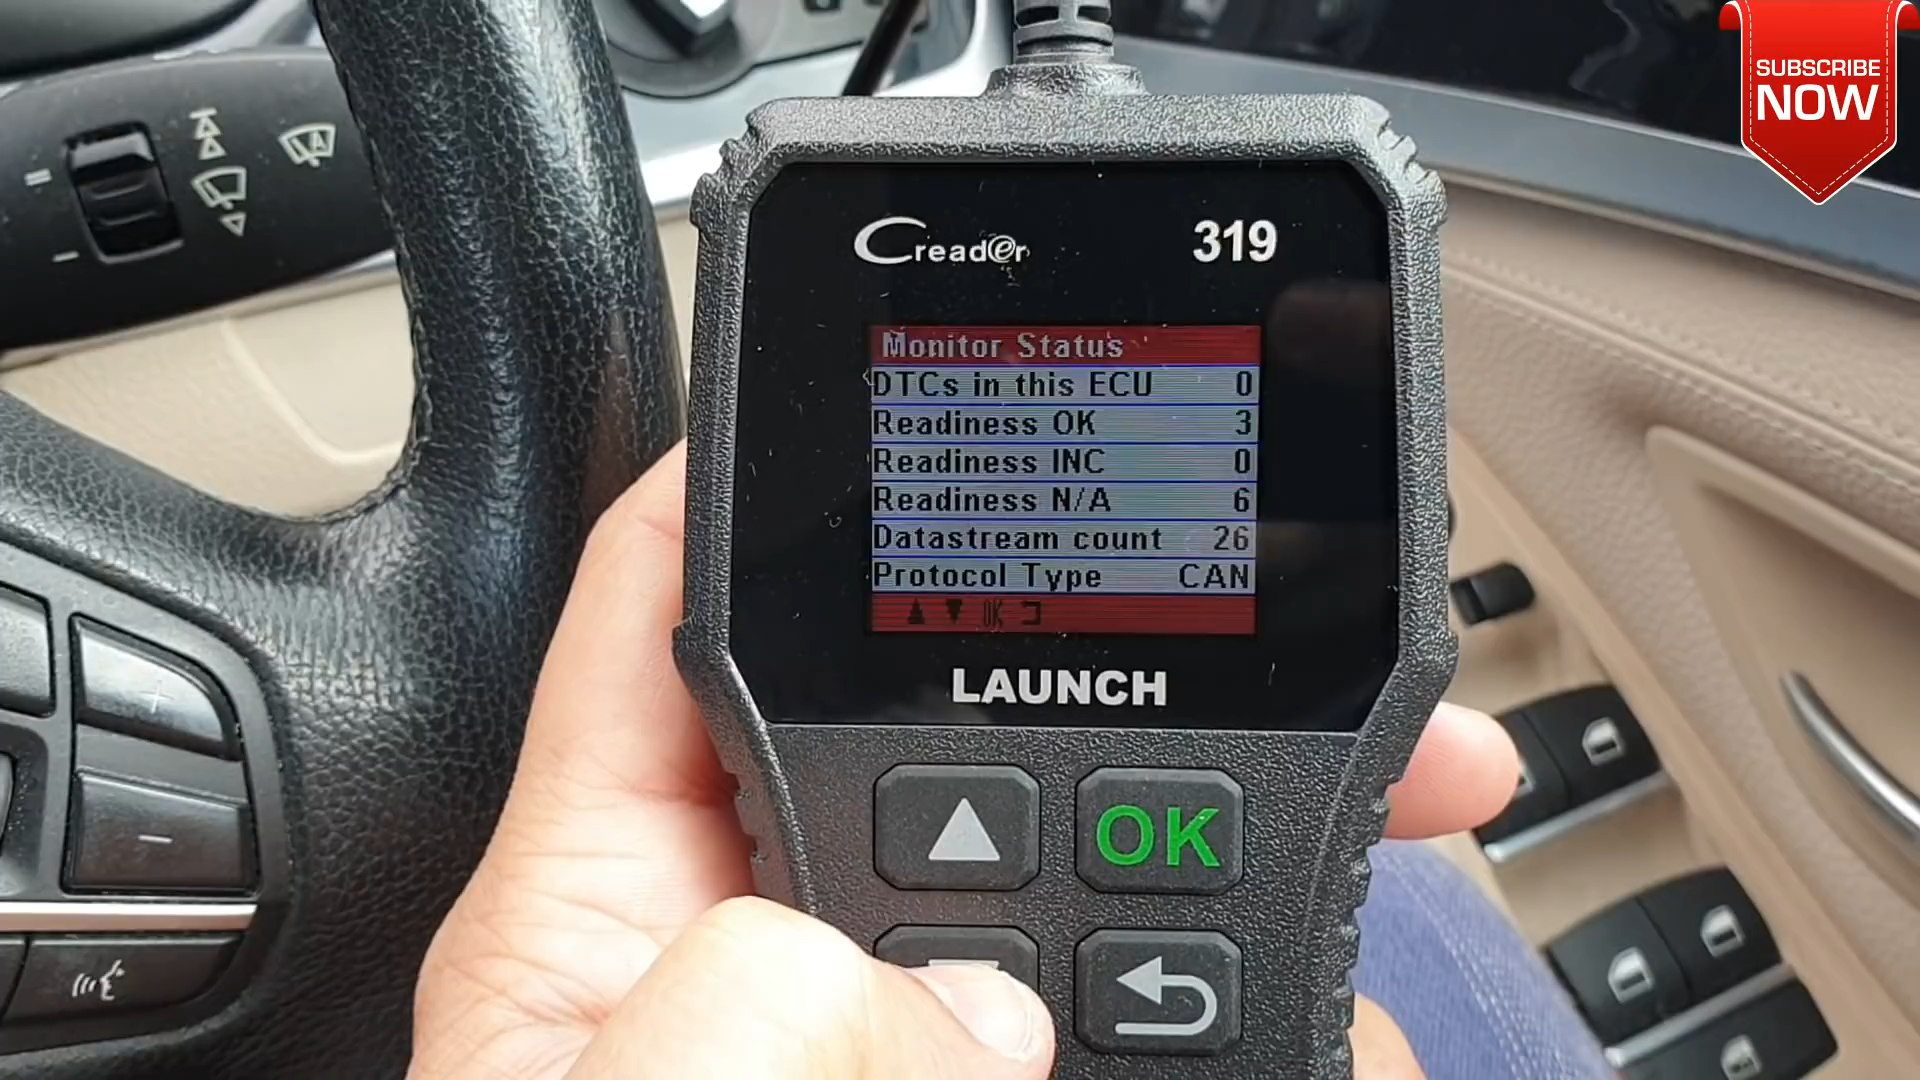 SUBSCRIBE
NOW
Creader 319
Monitor Status
DTCs in this ECU 0
Readiness OK 3
Readiness INC 0
Readiness N/A 6
Datastream count 26
Protocol Type CAN
OK
LAUNCH
OK
A